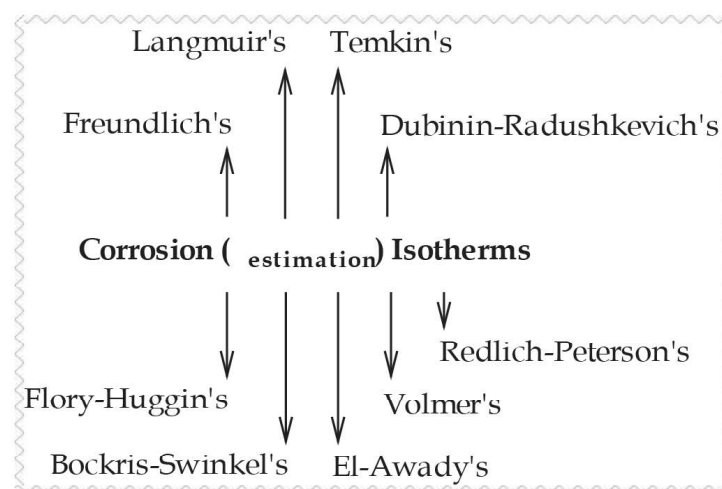 Langmuir's Temkin's
Freundlich's Dubinin-Radushkevich's
Corrosion ( estimation) Isotherms
Redlich-Peterson's
Flory-Huggin's Volmer's
Bockris-Swinkel's El-Awady's